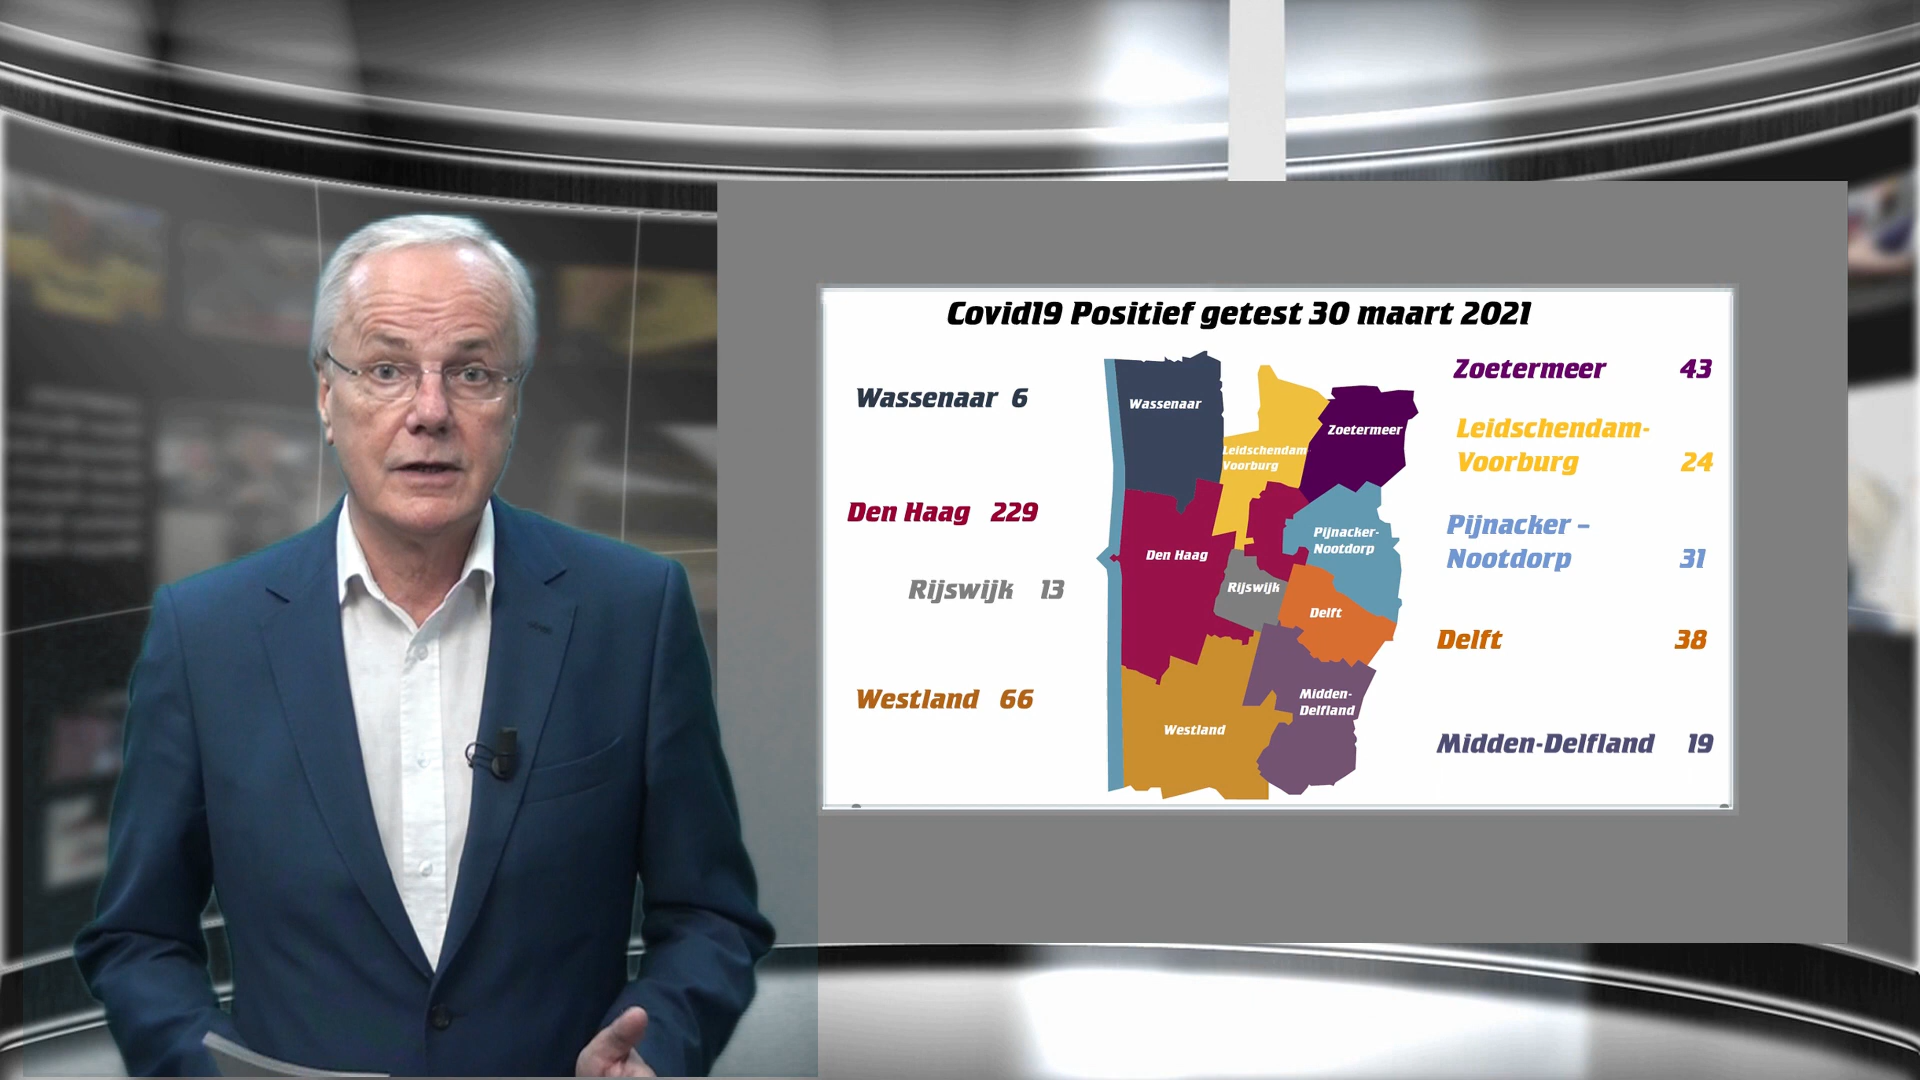 Covid19 Positief getest 30 maart 2021
Wassenaar 6
Den Haag 229
Rijswijk 13
Westland 66
Wassenaar
Leidschendam-
Voorburg
Zoetermeer
Pijnacker-
Nootdorp
Den Haag
Rijswijk
Delft
Midden-
Delfland
Westland
Zoetermeer 43
Leidschendam-
Voorburg 24
Pijnacker –
Nootdorp 31
Delft 38
Midden-Delfland 19